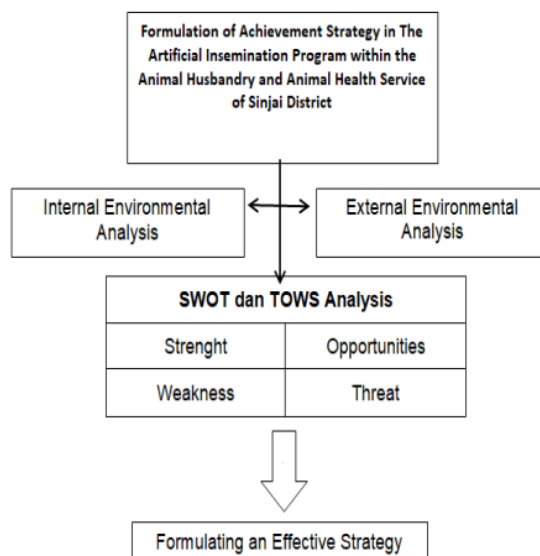 Formulation of Achievement Strategy in The
Artificial Insemination Program within the
Animal Husbandry and Animal Health Service
of Sinjai District
Internal Environmental
Analysis
External Environmental
Analysis
SWOT dan TOWS Analysis
Strenght
Opportunities
Weakness
Threat
Formulating an Effective Strategy